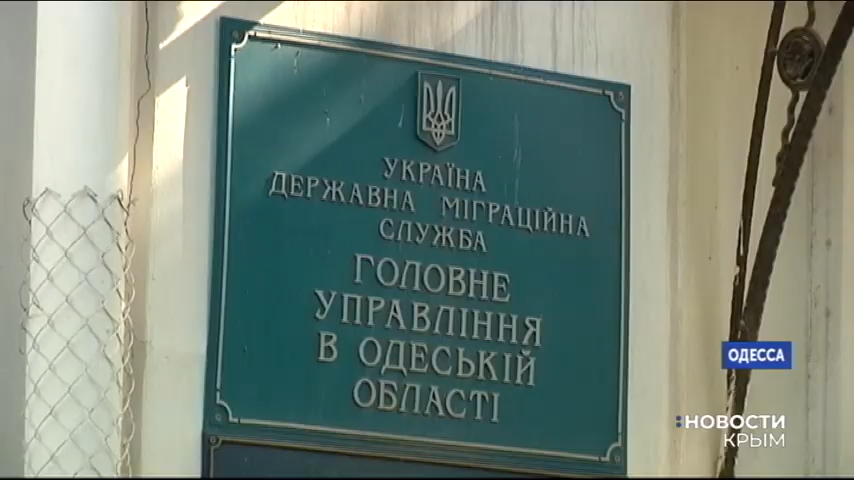 УКРАЇНА
ДЕРЖАВНА МІГРАЦІЙНА
СЛУЖБА
ГОЛОВНЕ
УПРАВЛІННЯ
В ОДЕСЬКІЙ
ОБЛАСТІ
ОДЕССА
:НОВОСТИ
КРЫМ